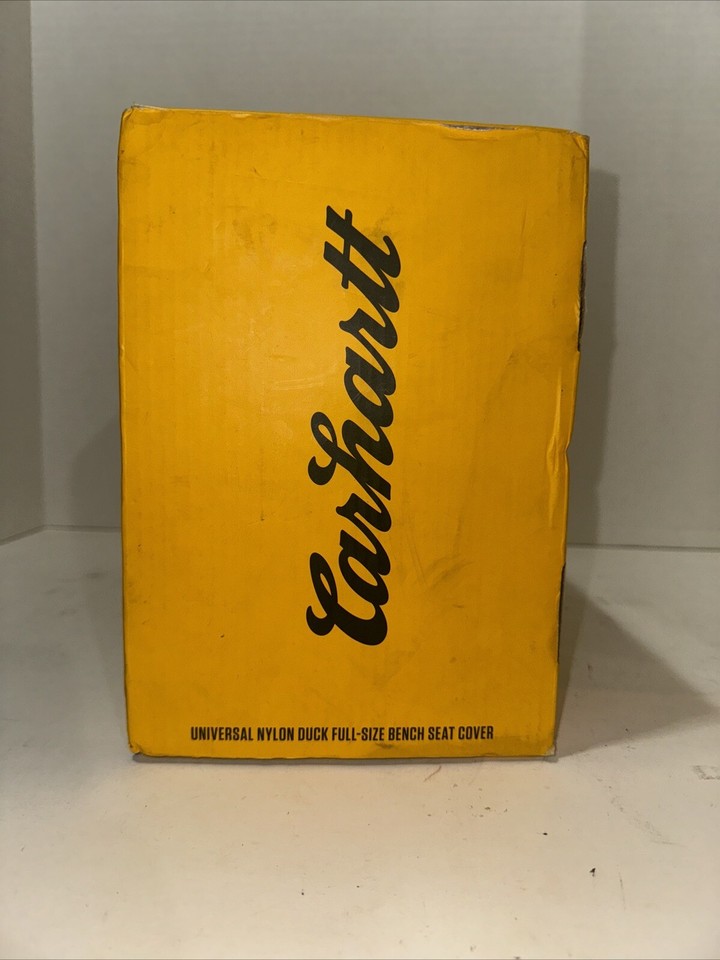 Carhartt
UNIVERSAL NYLON DUCK FULL-SIZE BENCH SEAT COVER